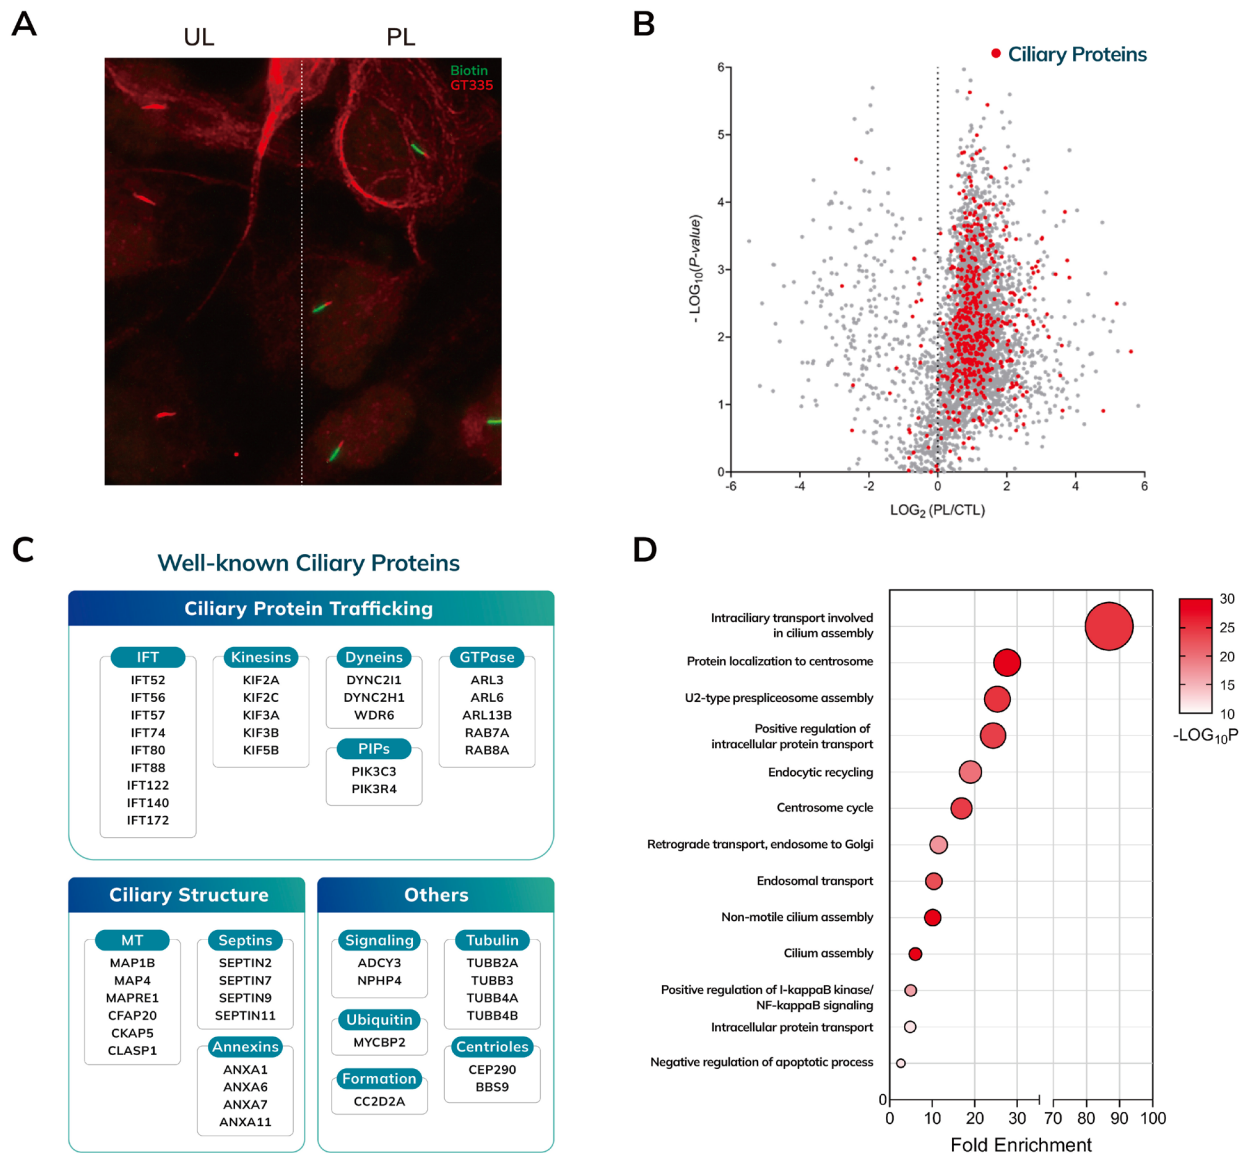 A
UL
PL
Biotin
GT335
B
Ciliary Proteins
6
5
4
3
2
1
0
- LOG10(P-value)
-6
-4
-2
0
2
4
6
LOG2 (PL/CTL)
C
Well-known Ciliary Proteins
Ciliary Protein Trafficking
IFT
IFT52
IFT56
IFT57
IFT74
IFT80
IFT88
IFT122
IFT140
IFT172
Kinesins
KIF2A
KIF2C
KIF3A
KIF3B
KIF5B
Dyneins
DYNC2I1
DYNC2H1
WDR6
PIPs
PIK3C3
PIK3R4
GTPase
ARL3
ARL6
ARL13B
RAB7A
RAB8A
Ciliary Structure
MT
MAP1B
MAP4
MAPRE1
CFAP20
CKAP5
CLASP1
Septins
SEPTIN2
SEPTIN7
SEPTIN9
SEPTIN11
Annexins
ANXA1
ANXA6
ANXA7
ANXA11
Others
Signaling
ADCY3
NPHP4
Ubiquitin
MYCBP2
Formation
CC2D2A
Tubulin
TUBB2A
TUBB3
TUBB4A
TUBB4B
Centrioles
CEP290
BBS9
D
Intraciliary transport involved
in cilium assembly
Protein localization to centrosome
U2-type prespliceosome assembly
Positive regulation of
intracellular protein transport
Endocytic recycling
Centrosome cycle
Retrograde transport, endosome to Golgi
Endosomal transport
Non-motile cilium assembly
Cilium assembly
Positive regulation of I-kappaB kinase/
NF-kappaB signaling
Intracellular protein transport
Negative regulation of apoptotic process
0
0
10
20
30
70
80
90
100
Fold Enrichment
30
25
20
15
10
-LOG10P